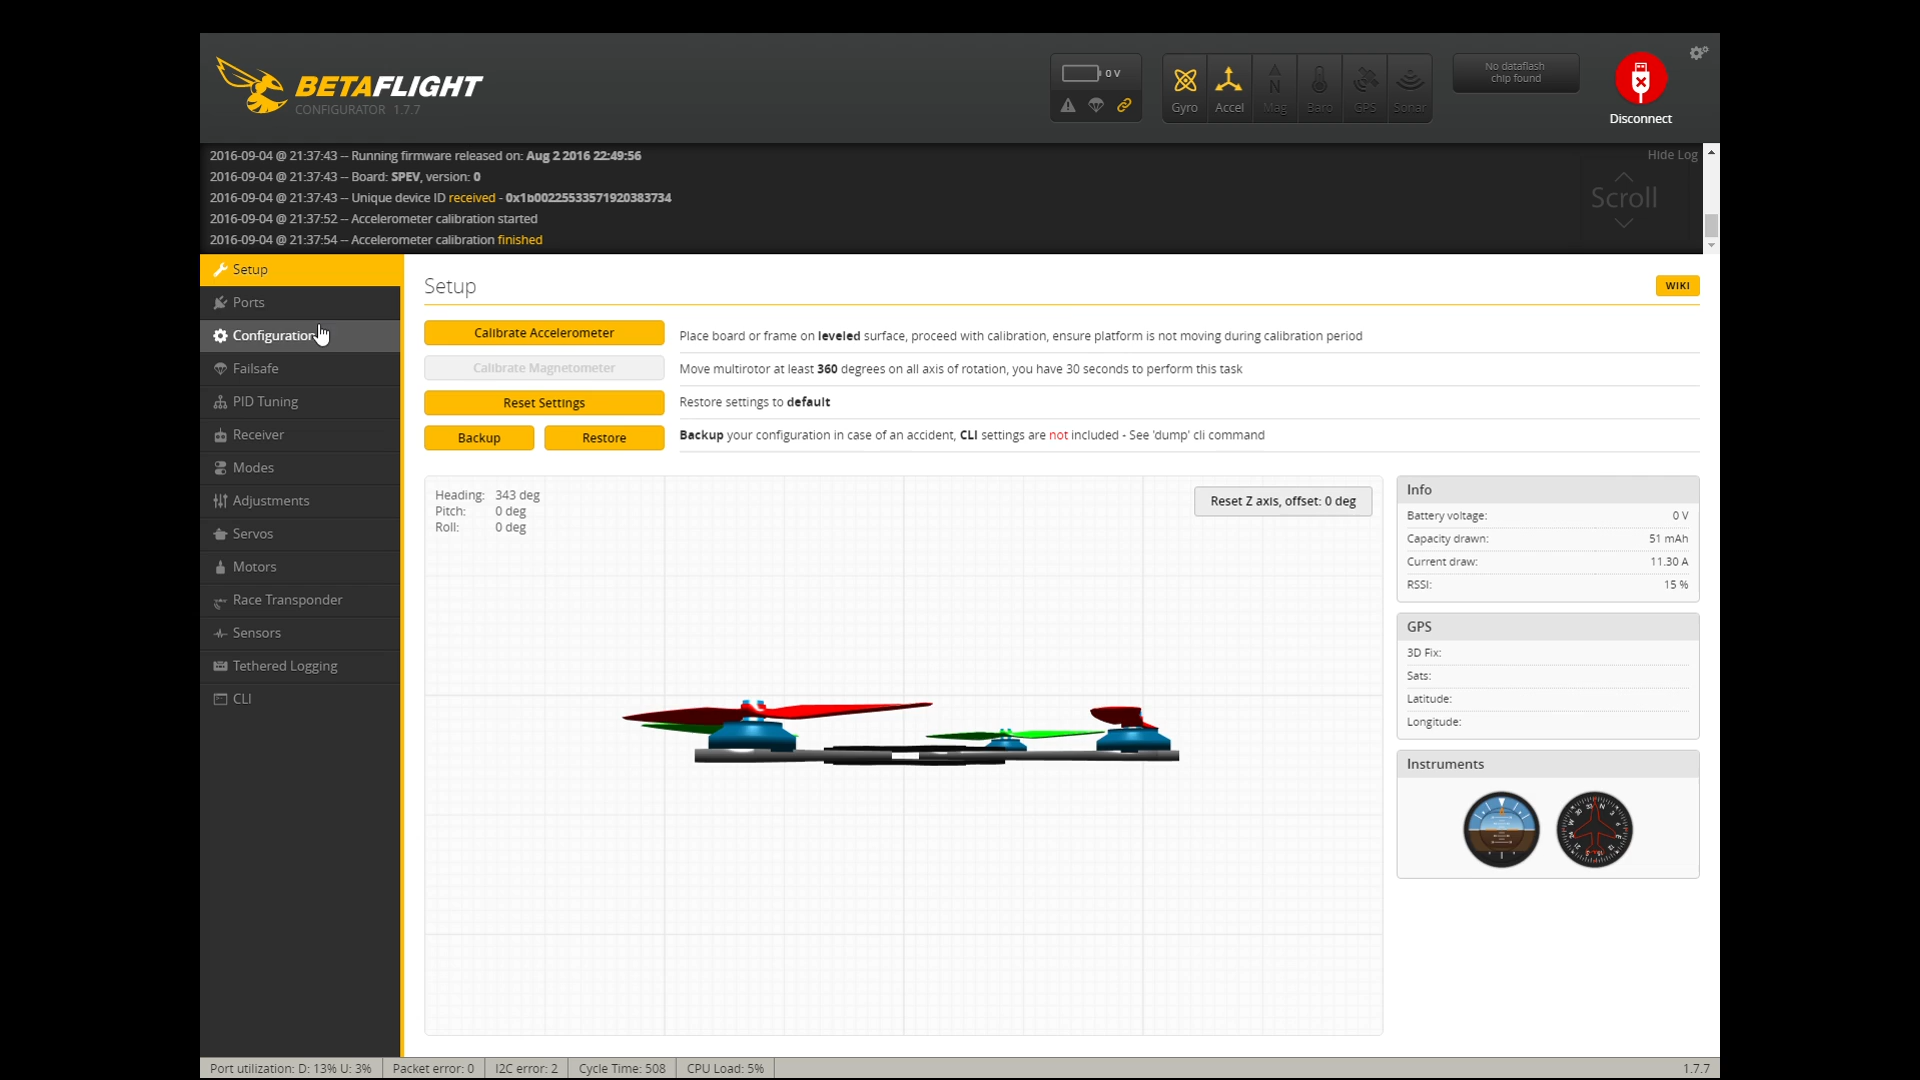 BETAFLIGHT
CONFIGURATOR 1.7.7
0 V
Gyro
Accel
Mag
Baro
GPS
Sonar
No dataflash
chip found
Disconnect
2016-09-04 @ 21:37:43 -- Running firmware released on: Aug 2 2016 22:49:56
2016-09-04 @ 21:37:43 -- Board: SPEV, version: 0
2016-09-04 @ 21:37:43 -- Unique device ID received - 0x1b00225533571920383734
2016-09-04 @ 21:37:52 -- Accelerometer calibration started
2016-09-04 @ 21:37:54 -- Accelerometer calibration finished
Hide Log
Scroll
Setup
Ports
Configuration
Failsafe
PID Tuning
Receiver
Modes
Adjustments
Servos
Motors
Race Transponder
Sensors
Tethered Logging
CLI
Setup
WIKI
Calibrate Accelerometer
Place board or frame on leveled surface, proceed with calibration, ensure platform is not moving during calibration period
Calibrate Magnetometer
Move multirotor at least 360 degrees on all axis of rotation, you have 30 seconds to perform this task
Reset Settings
Restore settings to default
Backup
Restore
Backup your configuration in case of an accident, CLI settings are not included - See 'dump' cli command
Heading: 343 deg
Pitch: 0 deg
Roll: 0 deg
Reset Z axis, offset: 0 deg
Info
Battery voltage: 0 V
Capacity drawn: 51 mAh
Current draw: 11.30 A
RSSI: 15 %
GPS
3D Fix:
Sats:
Latitude:
Longitude:
Instruments
Port utilization: D: 13% U: 3%
Packet error: 0
I2C error: 2
Cycle Time: 508
CPU Load: 5%
1.7.7